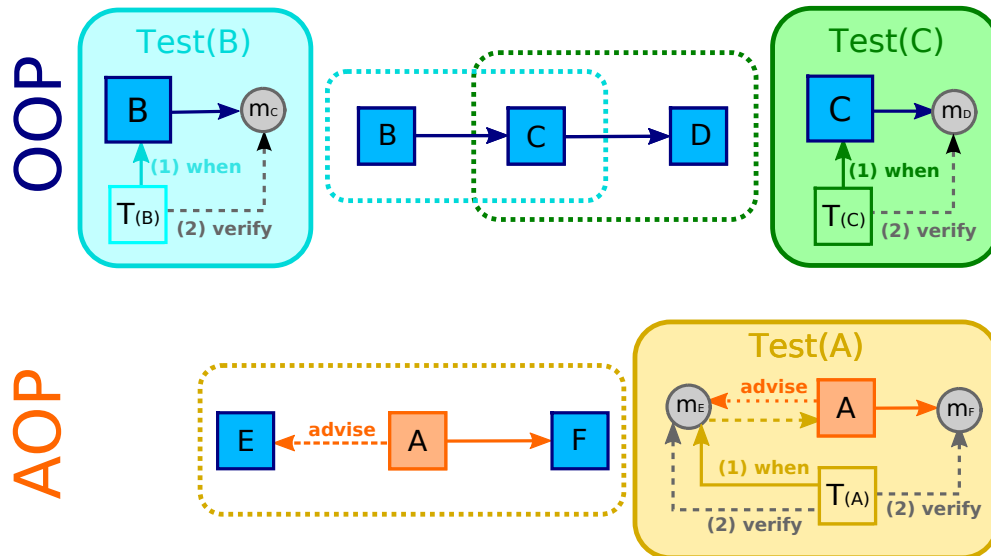 OOP
Test(B)
B
mC
(1) when
T(B)
(2) verify
B
C
D
Test(C)
C
mD
(1) when
T(C)
(2) verify
AOP
E
advise
A
F
Test(A)
mE
advise
A
mF
(1) when
T(A)
(2) verify
(2) verify